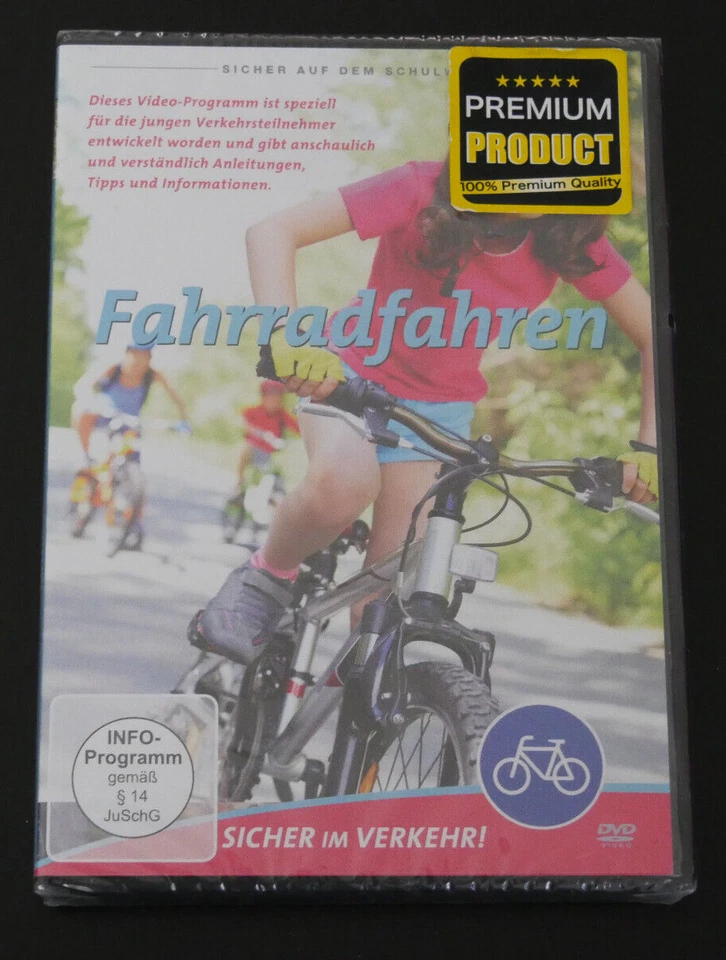 SICHER AUF DEM
Dieses Video-Programm ist speziell
für die jungen Verkehrsteilnehmer
entwickelt worden und gibt anschaulich
und verständlich Anleitungen,
Tipps und Informationen.
PREMIUM
PRODUCT
100% Premium Quality
Fahrradfahren
INFO-
Programm
gemäß
§ 14
JuSchG
SICHER IM VERKEHR!
DVD
VIDEO